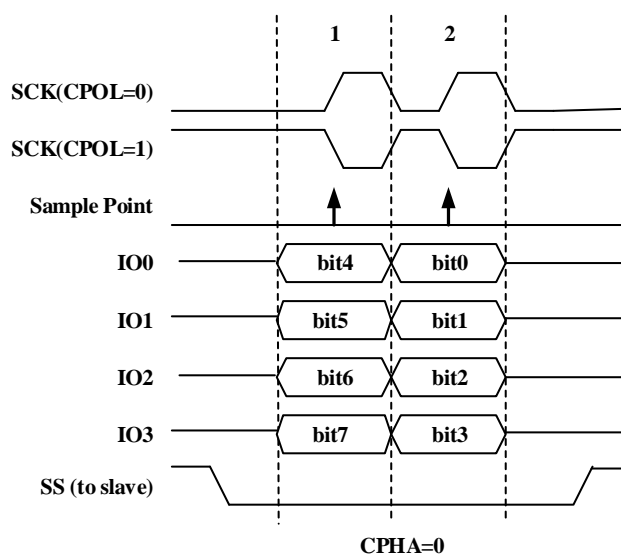 1 2
SCK(CPOL=0)
SCK(CPOL=1)
Sample Point
IO0 bit4 bit0
IO1 bit5 bit1
IO2 bit6 bit2
IO3 bit7 bit3
SS (to slave)
CPHA=0